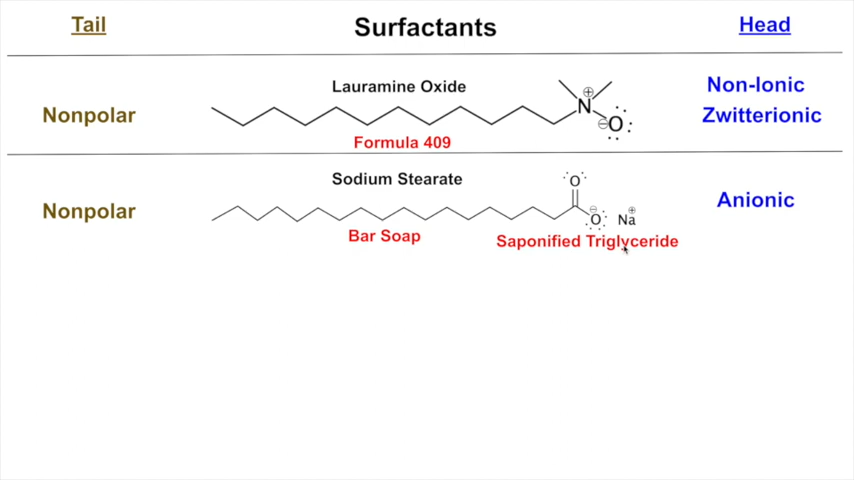 Tail
Surfactants
Head
Lauramine Oxide
Non-Ionic
Nonpolar
N
⊕
Zwitterionic
⊖
O
Formula 409
Sodium Stearate
O
Nonpolar
⊖
O
Na
⊕
Anionic
Bar Soap
Saponified Triglyceride